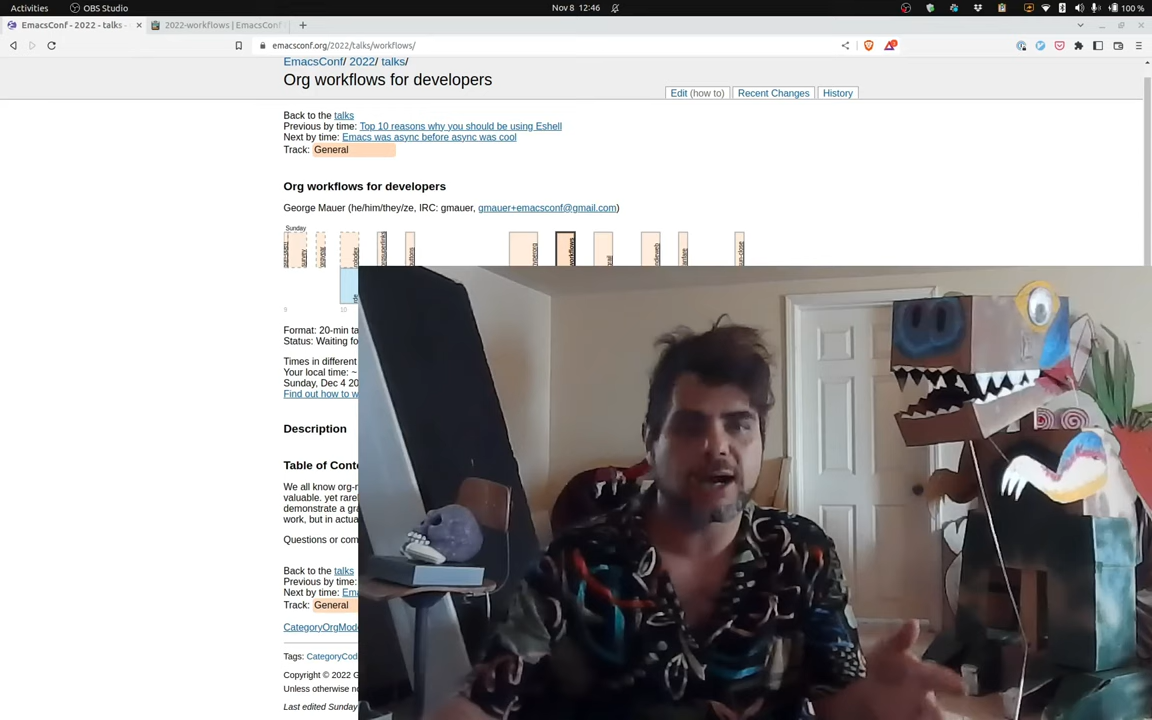 Activities
OBS Studio
Nov 8 12:46
100 %
EmacsConf - 2022 - talks -
2022-workflows | EmacsConf
emacsconf.org/2022/talks/workflows/
EmacsConf/ 2022/ talks/
Org workflows for developers
Edit (how to)
Recent Changes
History
Back to the talks
Previous by time: Top 10 reasons why you should be using Eshell
Next by time: Emacs was async before async was cool
Track: General
Org workflows for developers
George Mauer (he/him/they/ze, IRC: gmauer, gmauer+emacsconf@gmail.com)
Sunday
workflows
9
10
Format: 20-min ta
Status: Waiting fo
Times in different
Your local time: ~
Sunday, Dec 4 20
Find out how to w
Description
Table of Conte
We all know org-m
valuable. yet rarel
demonstrate a gra
work, but in actua
Questions or com
Back to the talks
Previous by time:
Next by time: Ema
Track: General
CategoryOrgMode
Tags: CategoryCod
Copyright © 2022 G
Unless otherwise no
Last edited Sunday